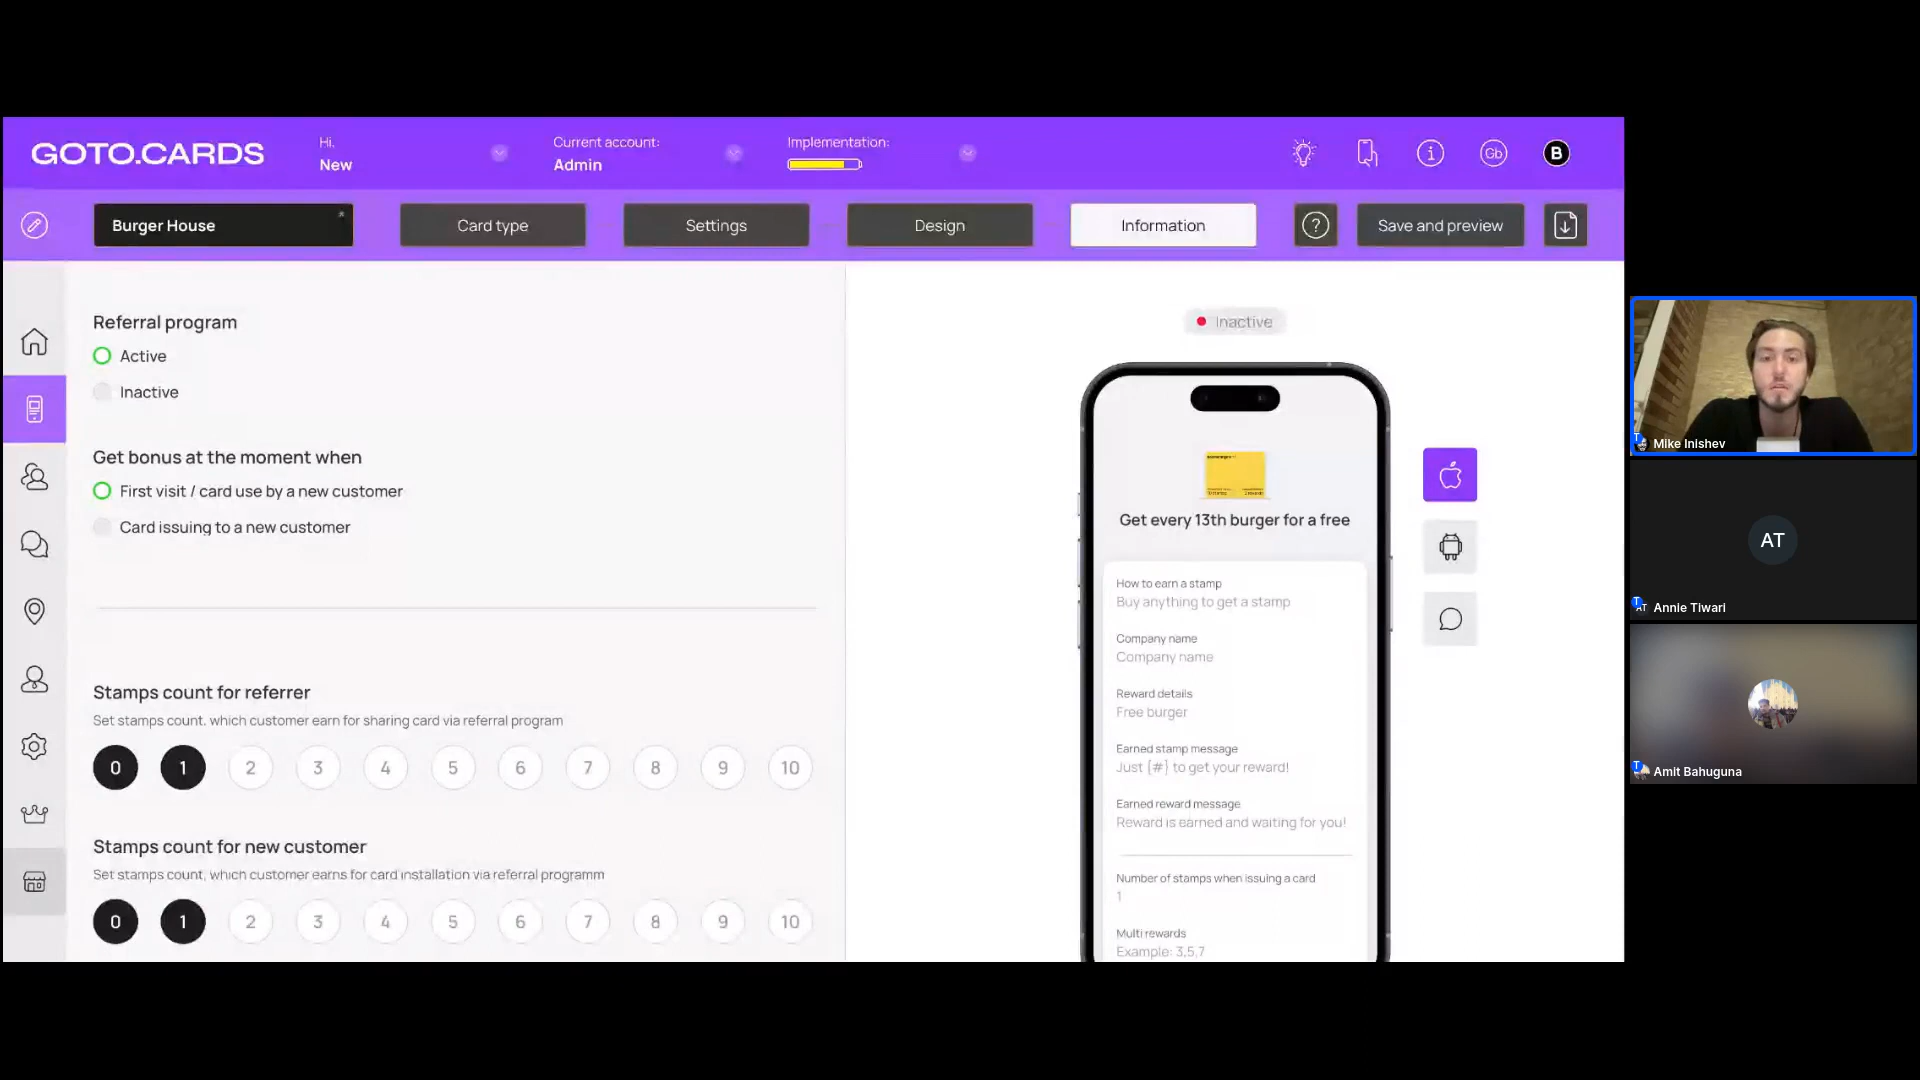 GOTO.CARDS
Hi,
New
Current account:
Admin
Implementation:
Gb
B
Burger House
Card type
Settings
Design
Information
?
Save and preview
Referral program
Active
Inactive
Get bonus at the moment when
First visit / card use by a new customer
Card issuing to a new customer
Stamps count for referrer
Set stamps count, which customer earn for sharing card via referral program
0 1 2 3 4 5 6 7 8 9 10
Stamps count for new customer
Set stamps count, which customer earns for card installation via referral programm
0 1 2 3 4 5 6 7 8 9 10
Inactive
Get every 13th burger for a free
How to earn a stamp
Buy anything to get a stamp
Company name
Company name
Reward details
Free burger
Earned stamp message
Just {#} to get your reward!
Earned reward message
Reward is earned and waiting for you!
Number of stamps when issuing a card
1
Multi rewards
Example: 3,5,7
Mike Inishev
AT
Annie Tiwari
Amit Bahuguna